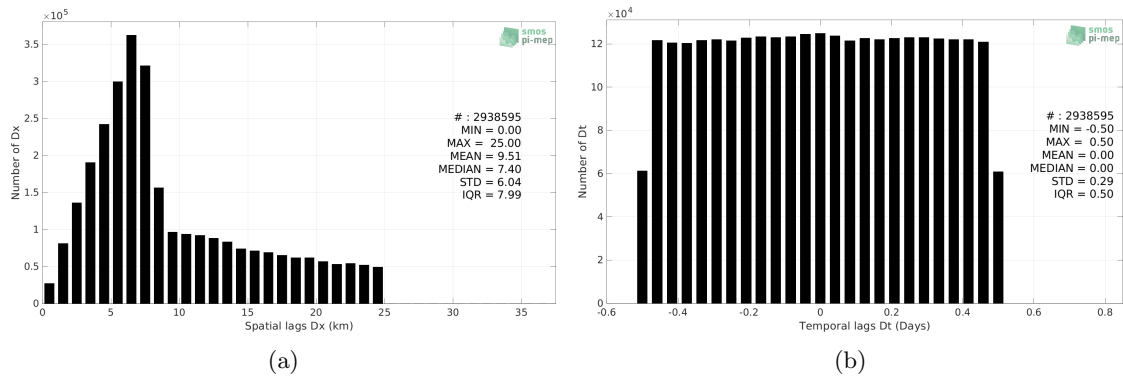 ×10⁵
3.5
3
2.5
2
1.5
1
0.5
0
0 5 10 15 20 25 30 35
Number of Dx
Spatial lags Dx (km)
smos
pi-mep
# : 2938595
MIN = 0.00
MAX = 25.00
MEAN = 9.51
MEDIAN = 7.40
STD = 6.04
IQR = 7.99
(a)
×10⁴
12
10
8
6
4
2
0
-0.6 -0.4 -0.2 0 0.2 0.4 0.6 0.8
Number of Dt
Temporal lags Dt (Days)
smos
pi-mep
# : 2938595
MIN = -0.50
MAX = 0.50
MEAN = 0.00
MEDIAN = 0.00
STD = 0.29
IQR = 0.50
(b)